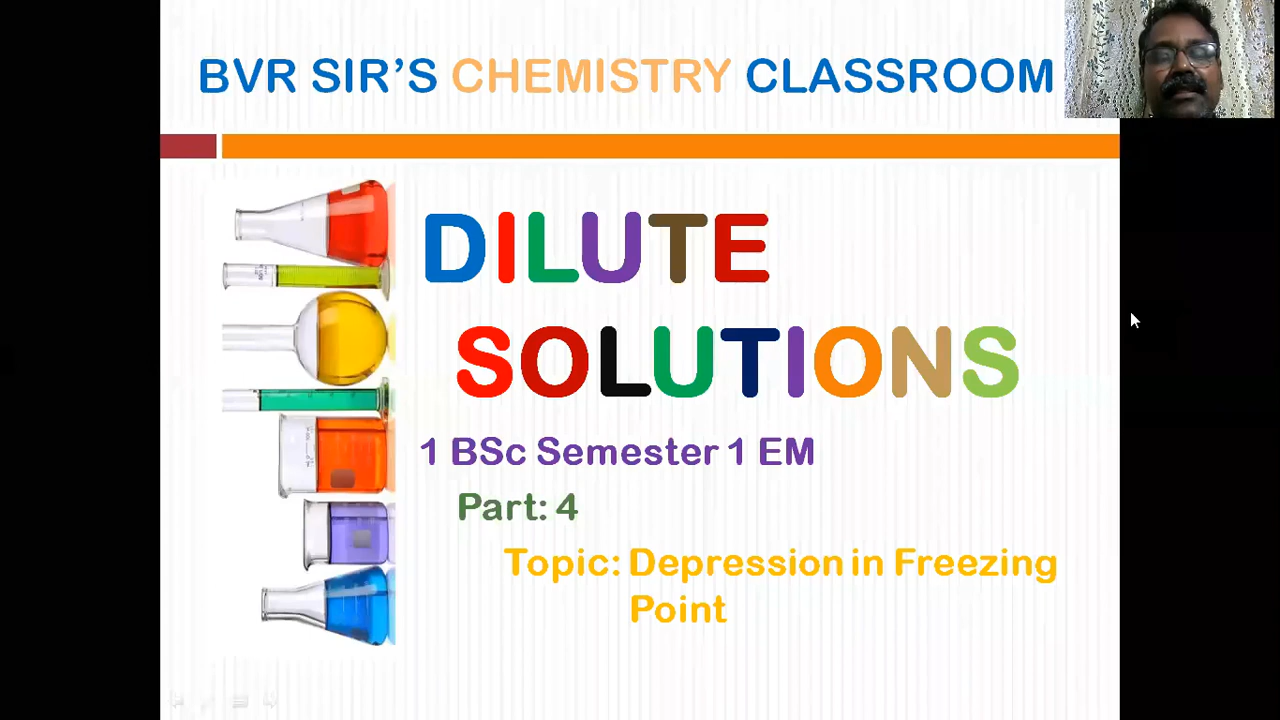 BVR SIR’S CHEMISTRY CLASSROOM
DILUTE
SOLUTIONS
1 BSc Semester 1 EM
Part: 4
Topic: Depression in Freezing
Point